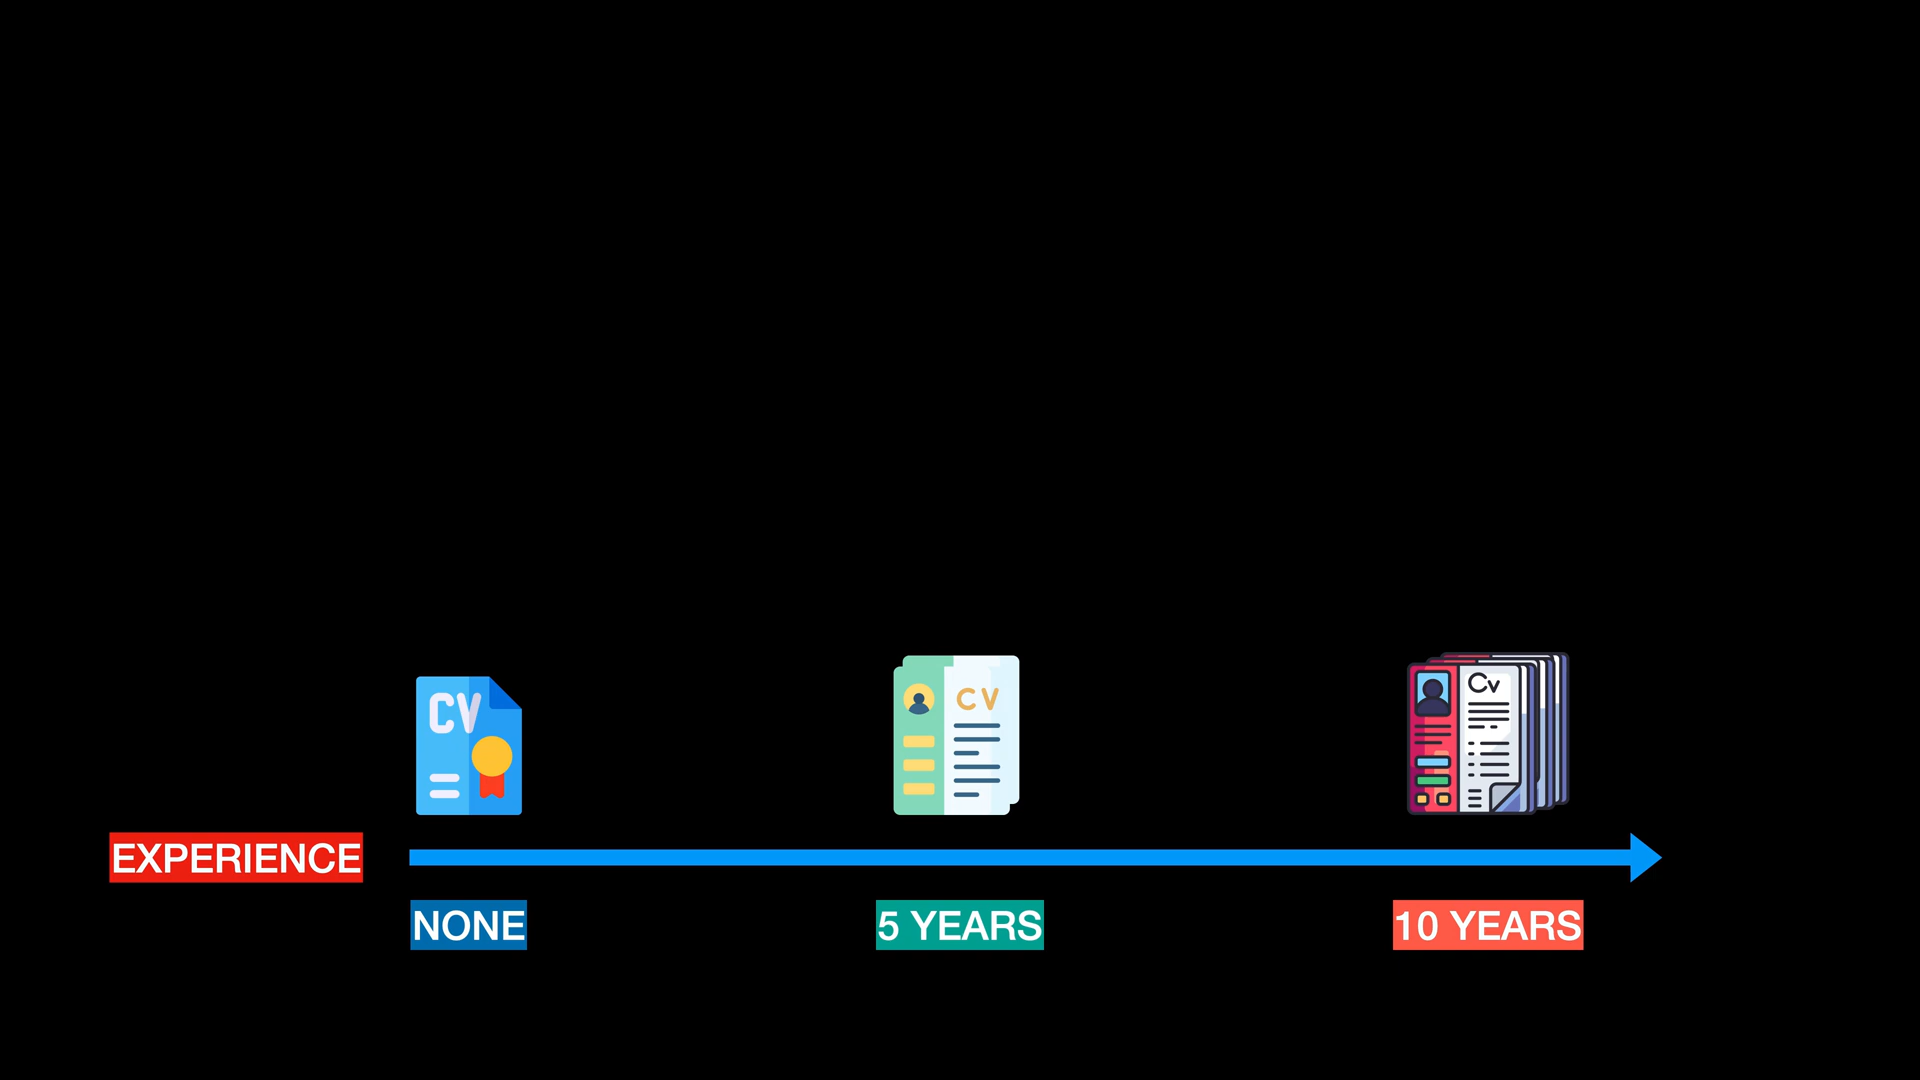 CV
CV
Cv
EXPERIENCE
NONE
5 YEARS
10 YEARS